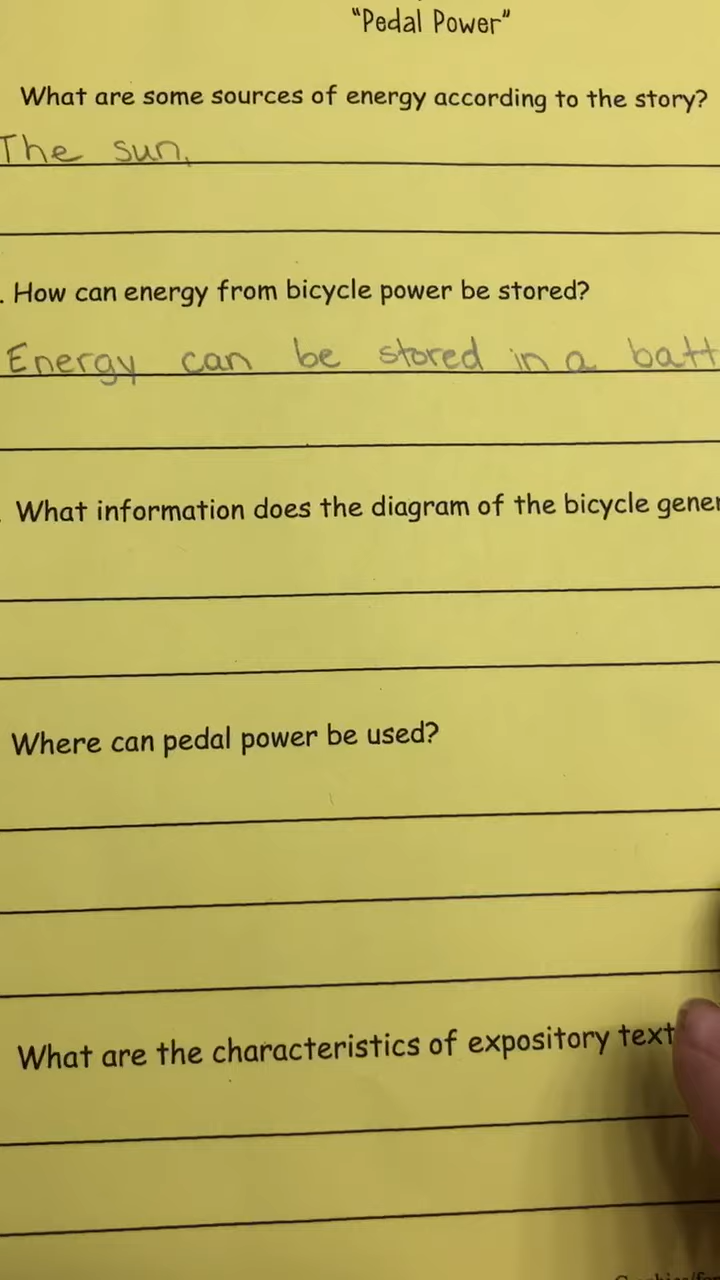 "Pedal Power"
What are some sources of energy according to the story?
The sun.
. How can energy from bicycle power be stored?
Energy can be stored in a batt
What information does the diagram of the bicycle gener
Where can pedal power be used?
What are the characteristics of expository text